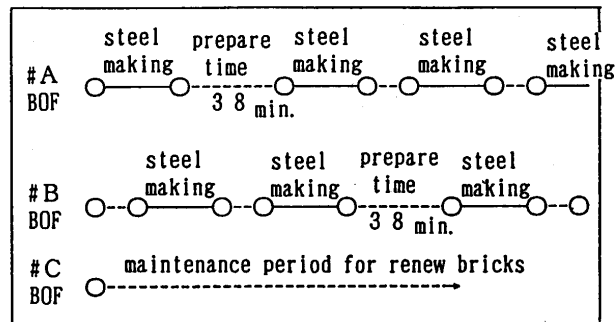 steel making
prepare time
steel making
steel making
steel making
#A BOF
38 min.
steel making
steel making
prepare time
steel making
#B BOF
38 min.
#C BOF
maintenance period for renew bricks